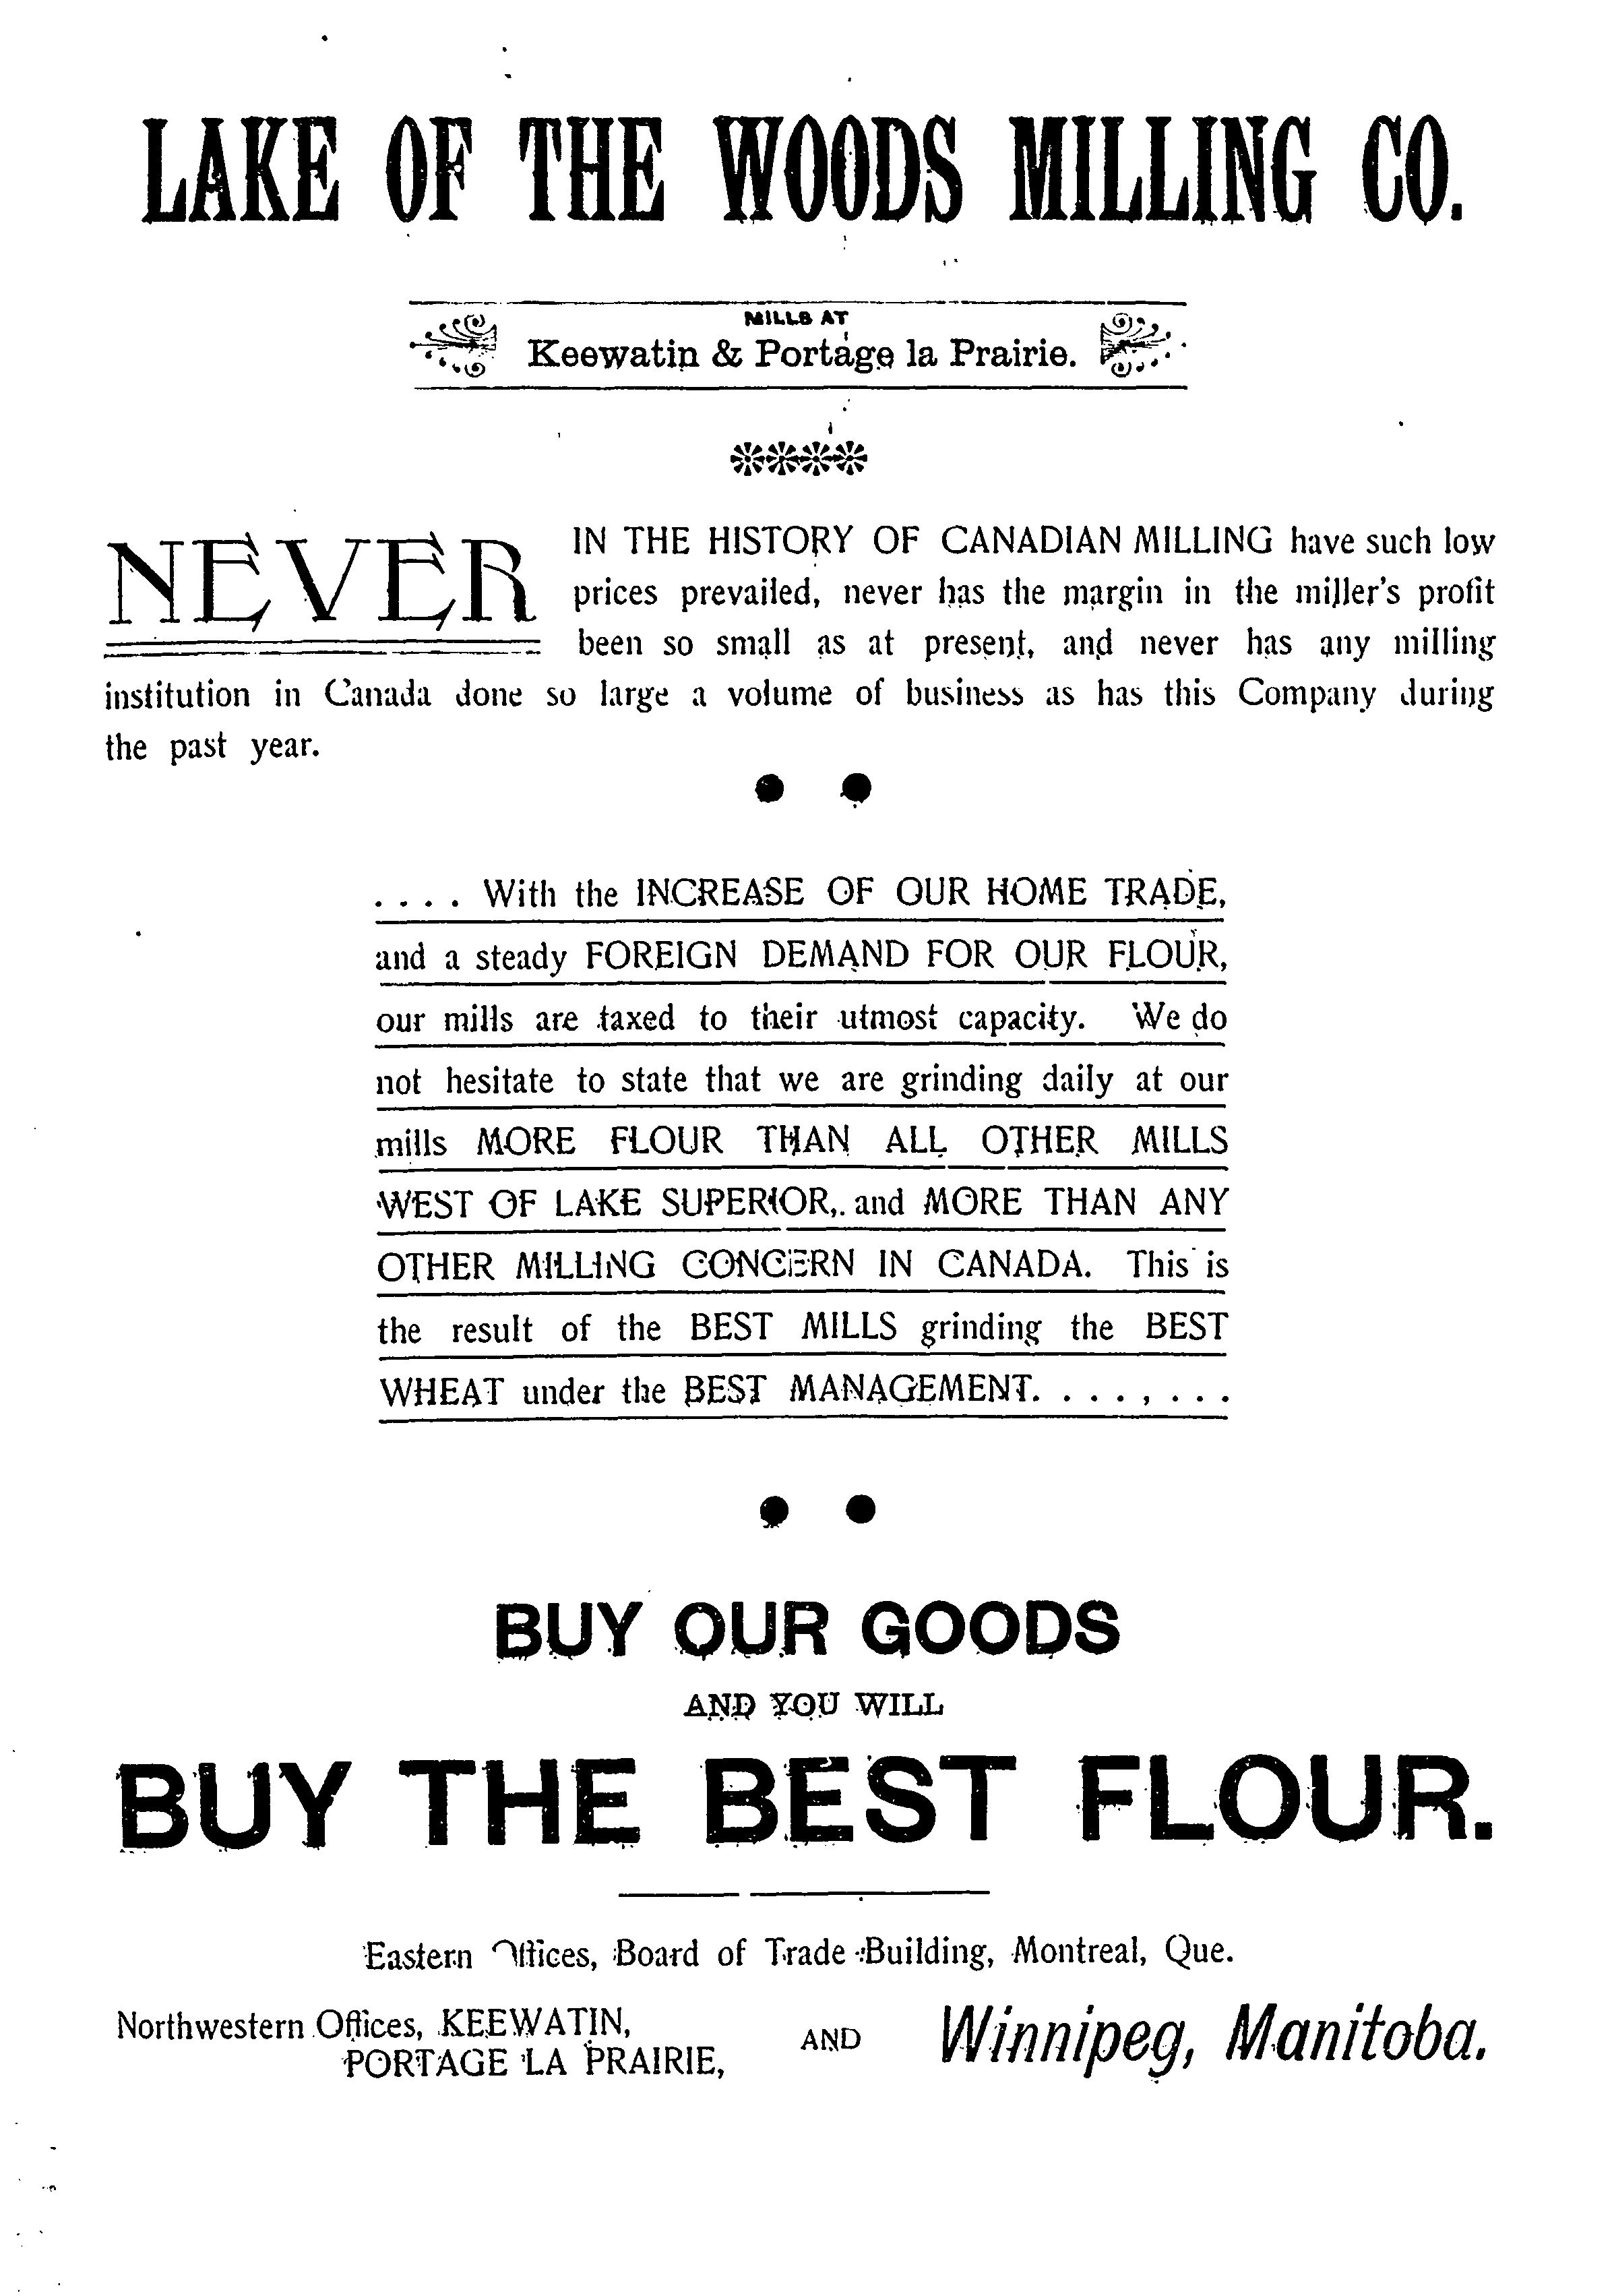 LAKE OF THE WOODS MILLING CO.
MILLS AT
Keewatin & Portage la Prairie.
NEVER IN THE HISTORY OF CANADIAN MILLING have such low
prices prevailed, never has the margin in the miller's profit
been so small as at present, and never has any milling
institution in Canada done so large a volume of business as has this Company during
the past year.
. . . . With the INCREASE OF OUR HOME TRADE,
and a steady FOREIGN DEMAND FOR OUR FLOUR,
our mills are taxed to their utmost capacity. We do
not hesitate to state that we are grinding daily at our
mills MORE FLOUR THAN ALL OTHER MILLS
WEST OF LAKE SUPERIOR, and MORE THAN ANY
OTHER MILLING CONCERN IN CANADA. This is
the result of the BEST MILLS grinding the BEST
WHEAT under the BEST MANAGEMENT. . . . . , . . .
BUY OUR GOODS
AND YOU WILL
BUY THE BEST FLOUR.
Eastern Offices, Board of Trade Building, Montreal, Que.
Northwestern Offices, KEEWATIN,
PORTAGE LA PRAIRIE, AND Winnipeg, Manitoba.